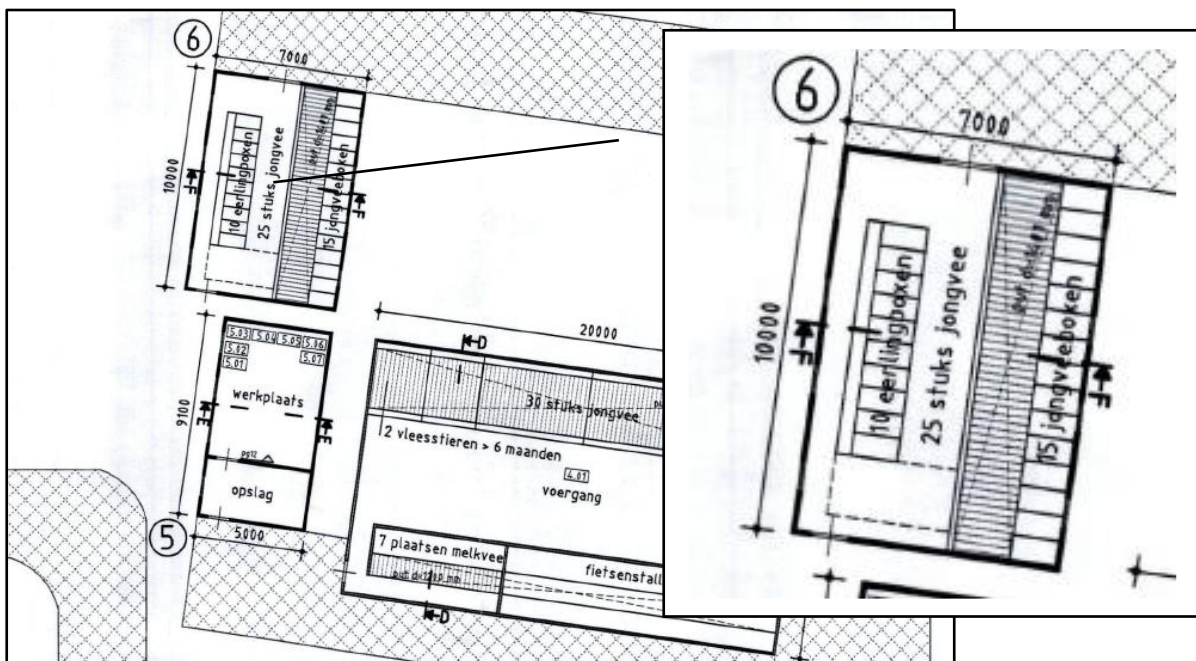 6
7000
10000
10 eenlingboxen
25 stuks jongvee
15 jongveeboxen
F
F
5.03 5.04 5.05 5.06
5.02
5.07
5.01
werkplaats
E
E
9100
opslag
5
5000
20000
D
30 stuks jongvee
2 vleesstieren > 6 maanden
4.01
voergang
7 plaatsen melkvee
fietsenstall
D
6
7000
10000
10 eenlingboxen
25 stuks jongvee
15 jongveeboxen
F
F